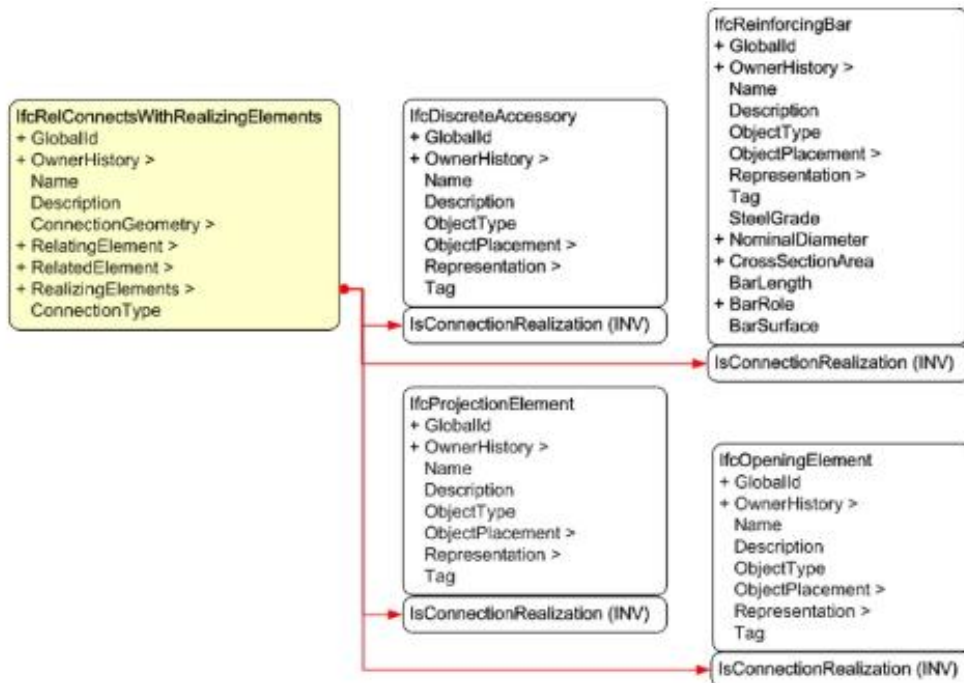 IfcRelConnectsWithRealizingElements
+ GlobalId
+ OwnerHistory >
Name
Description
ConnectionGeometry >
+ RelatingElement >
+ RelatedElement >
+ RealizingElements >
ConnectionType
IfcDiscreteAccessory
+ GlobalId
+ OwnerHistory >
Name
Description
ObjectType
ObjectPlacement >
Representation >
Tag
IsConnectionRealization (INV)
IfcReinforcingBar
+ GlobalId
+ OwnerHistory >
Name
Description
ObjectType
ObjectPlacement >
Representation >
Tag
SteelGrade
+ NominalDiameter
+ CrossSectionArea
BarLength
+ BarRole
BarSurface
IsConnectionRealization (INV)
IfcProjectionElement
+ GlobalId
+ OwnerHistory >
Name
Description
ObjectType
ObjectPlacement >
Representation >
Tag
IsConnectionRealization (INV)
IfcOpeningElement
+ GlobalId
+ OwnerHistory >
Name
Description
ObjectType
ObjectPlacement >
Representation >
Tag
IsConnectionRealization (INV)